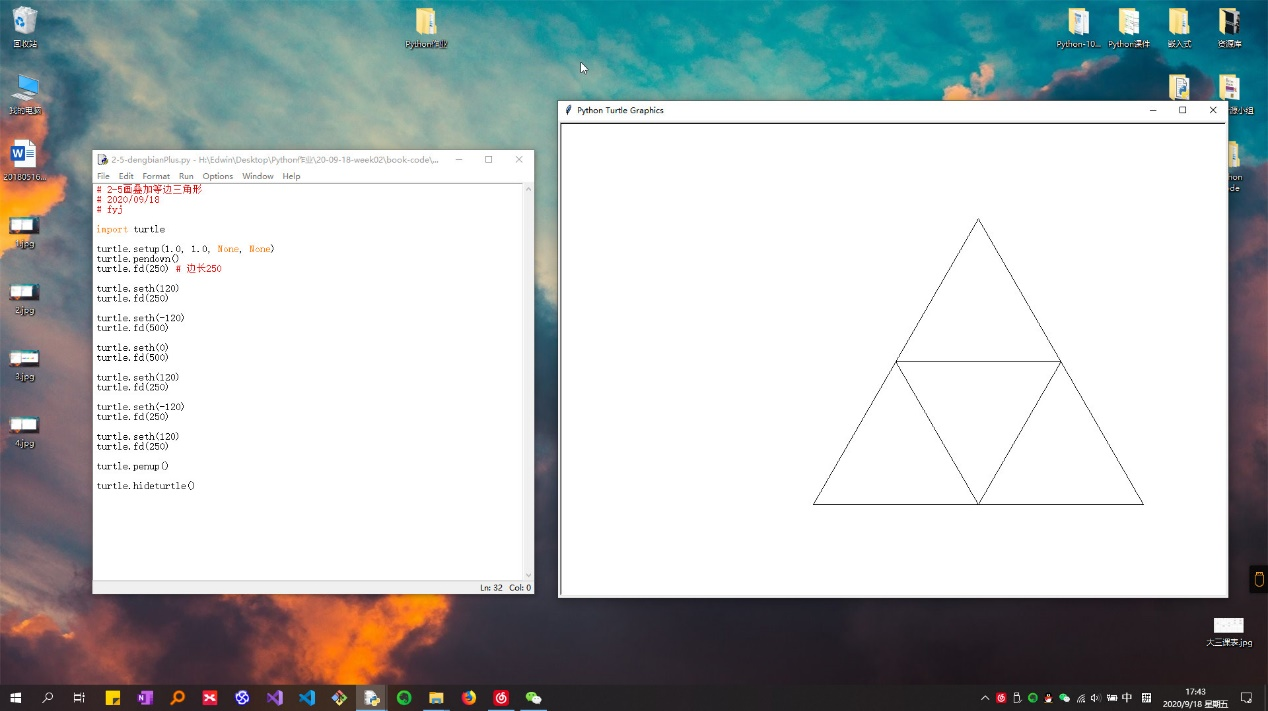 回收站
Python作业
Python-10...
Python课件
嵌入式
资源库
我的电脑
20180516...
2.jpg
3.jpg
4.jpg
2-5-dengbianPlus.py - H:\Edwin\Desktop\Python作业\20-09-18-week02\book-code\...
File Edit Format Run Options Window Help
# 2-5画叠加等边三角形
# 2020/09/18
# fyj
import turtle
turtle.setup(1.0, 1.0, None, None)
turtle.pendown()
turtle.fd(250) # 边长250
turtle.seth(120)
turtle.fd(250)
turtle.seth(-120)
turtle.fd(500)
turtle.seth(0)
turtle.fd(500)
turtle.seth(120)
turtle.fd(250)
turtle.seth(-120)
turtle.fd(250)
turtle.seth(120)
turtle.fd(250)
turtle.penup()
turtle.hideturtle()
Ln: 32 Col: 0
Python Turtle Graphics
源小组
大三课表.jpg
中
17:43
2020/9/18 星期五